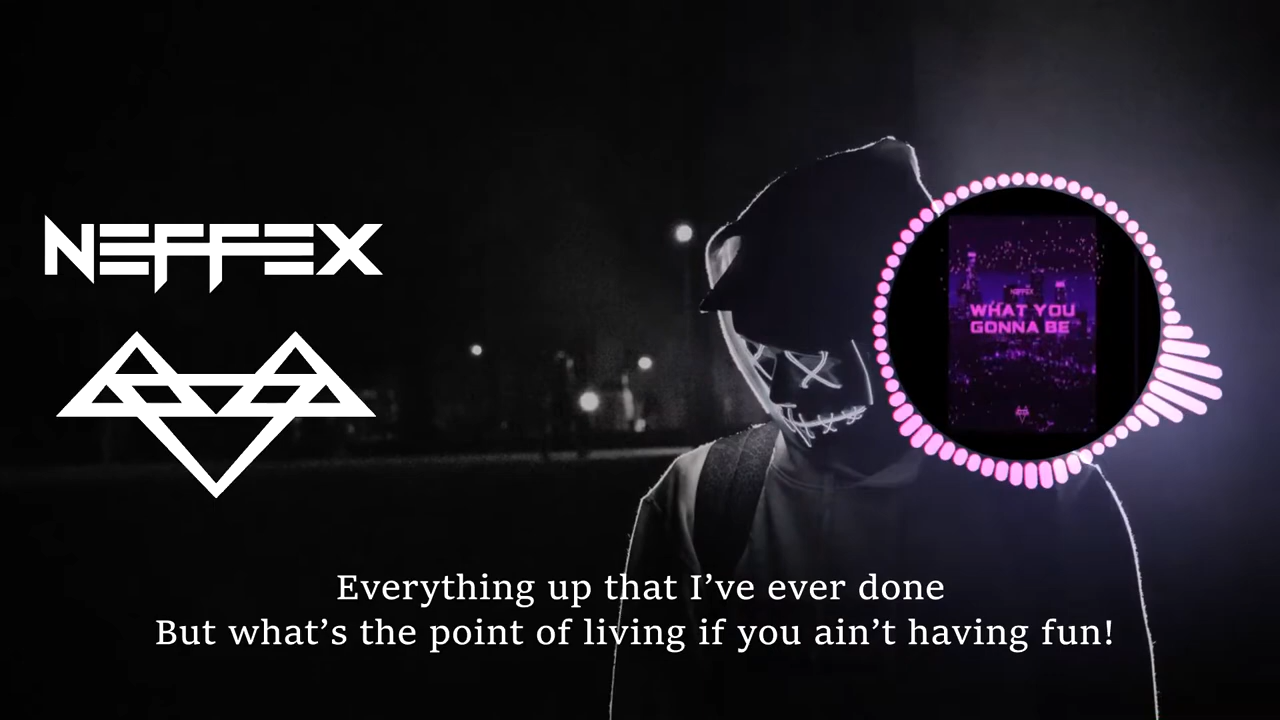 NEFFEX
NEFFEX
WHAT YOU
GONNA BE
Everything up that I’ve ever done
But what’s the point of living if you ain’t having fun!